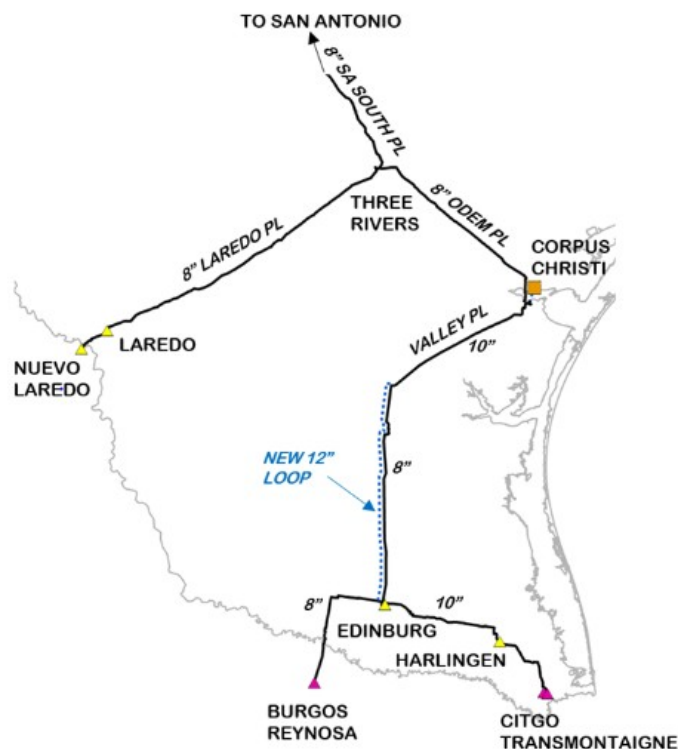 TO SAN ANTONIO
8” SA SOUTH PL
THREE
RIVERS
8” ODEM PL
CORPUS
CHRISTI
8” LAREDO PL
LAREDO
NUEVO
LAREDO
VALLEY PL
10”
NEW 12”
LOOP
8”
8”
10”
EDINBURG
HARLINGEN
BURGOS
REYNOSA
CITGO
TRANSMONTAIGNE